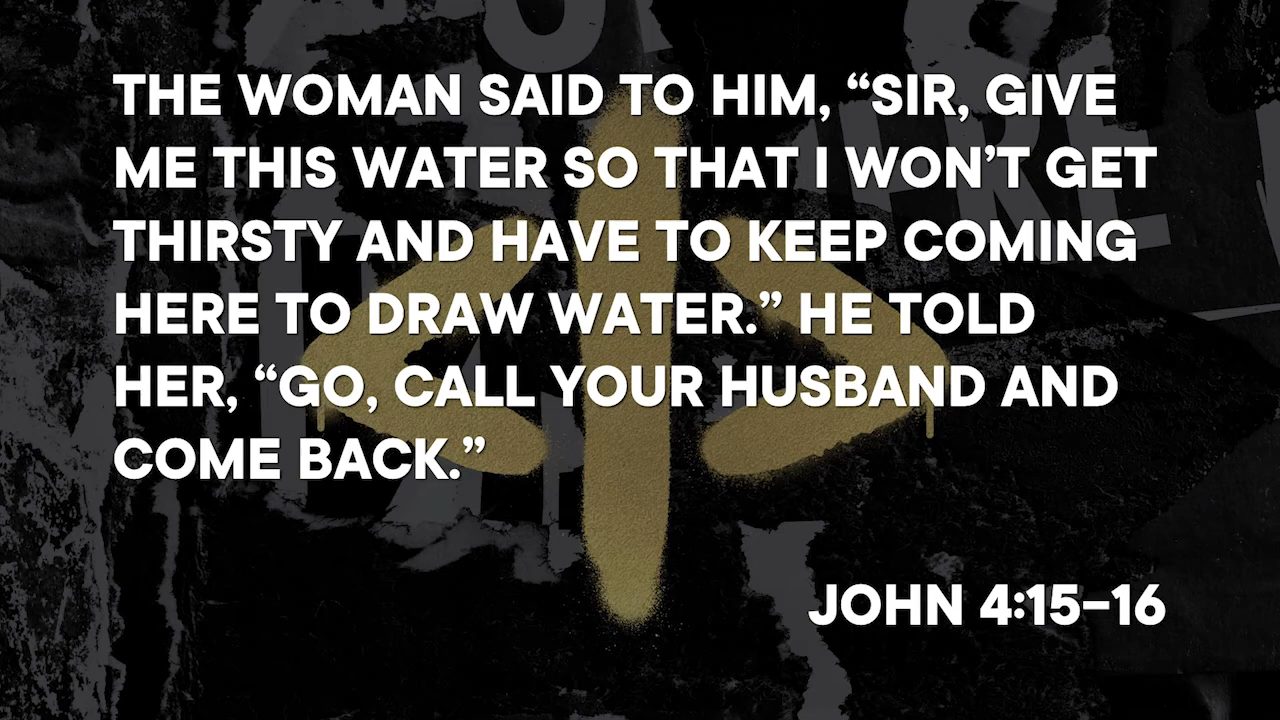 THE WOMAN SAID TO HIM, “SIR, GIVE
ME THIS WATER SO THAT I WON’T GET
THIRSTY AND HAVE TO KEEP COMING
HERE TO DRAW WATER.” HE TOLD
HER, “GO, CALL YOUR HUSBAND AND
COME BACK.”
JOHN 4:15–16